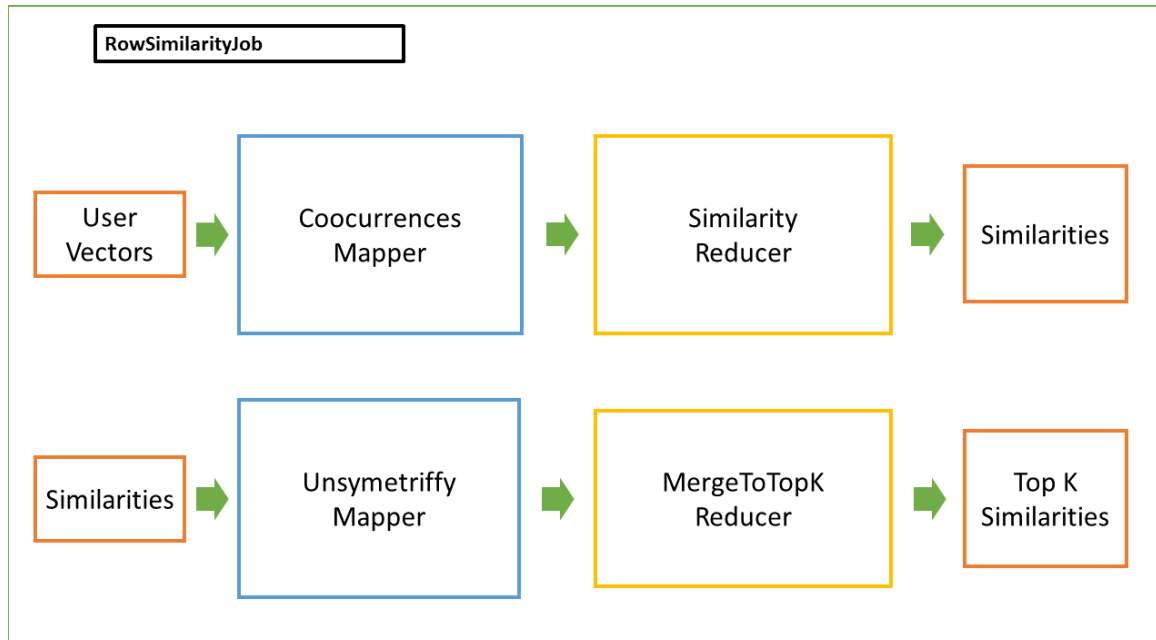 RowSimilarityJob
User
Vectors
Coocurrences
Mapper
Similarity
Reducer
Similarities
Similarities
Unsymetriffy
Mapper
MergeToTopK
Reducer
Top K
Similarities